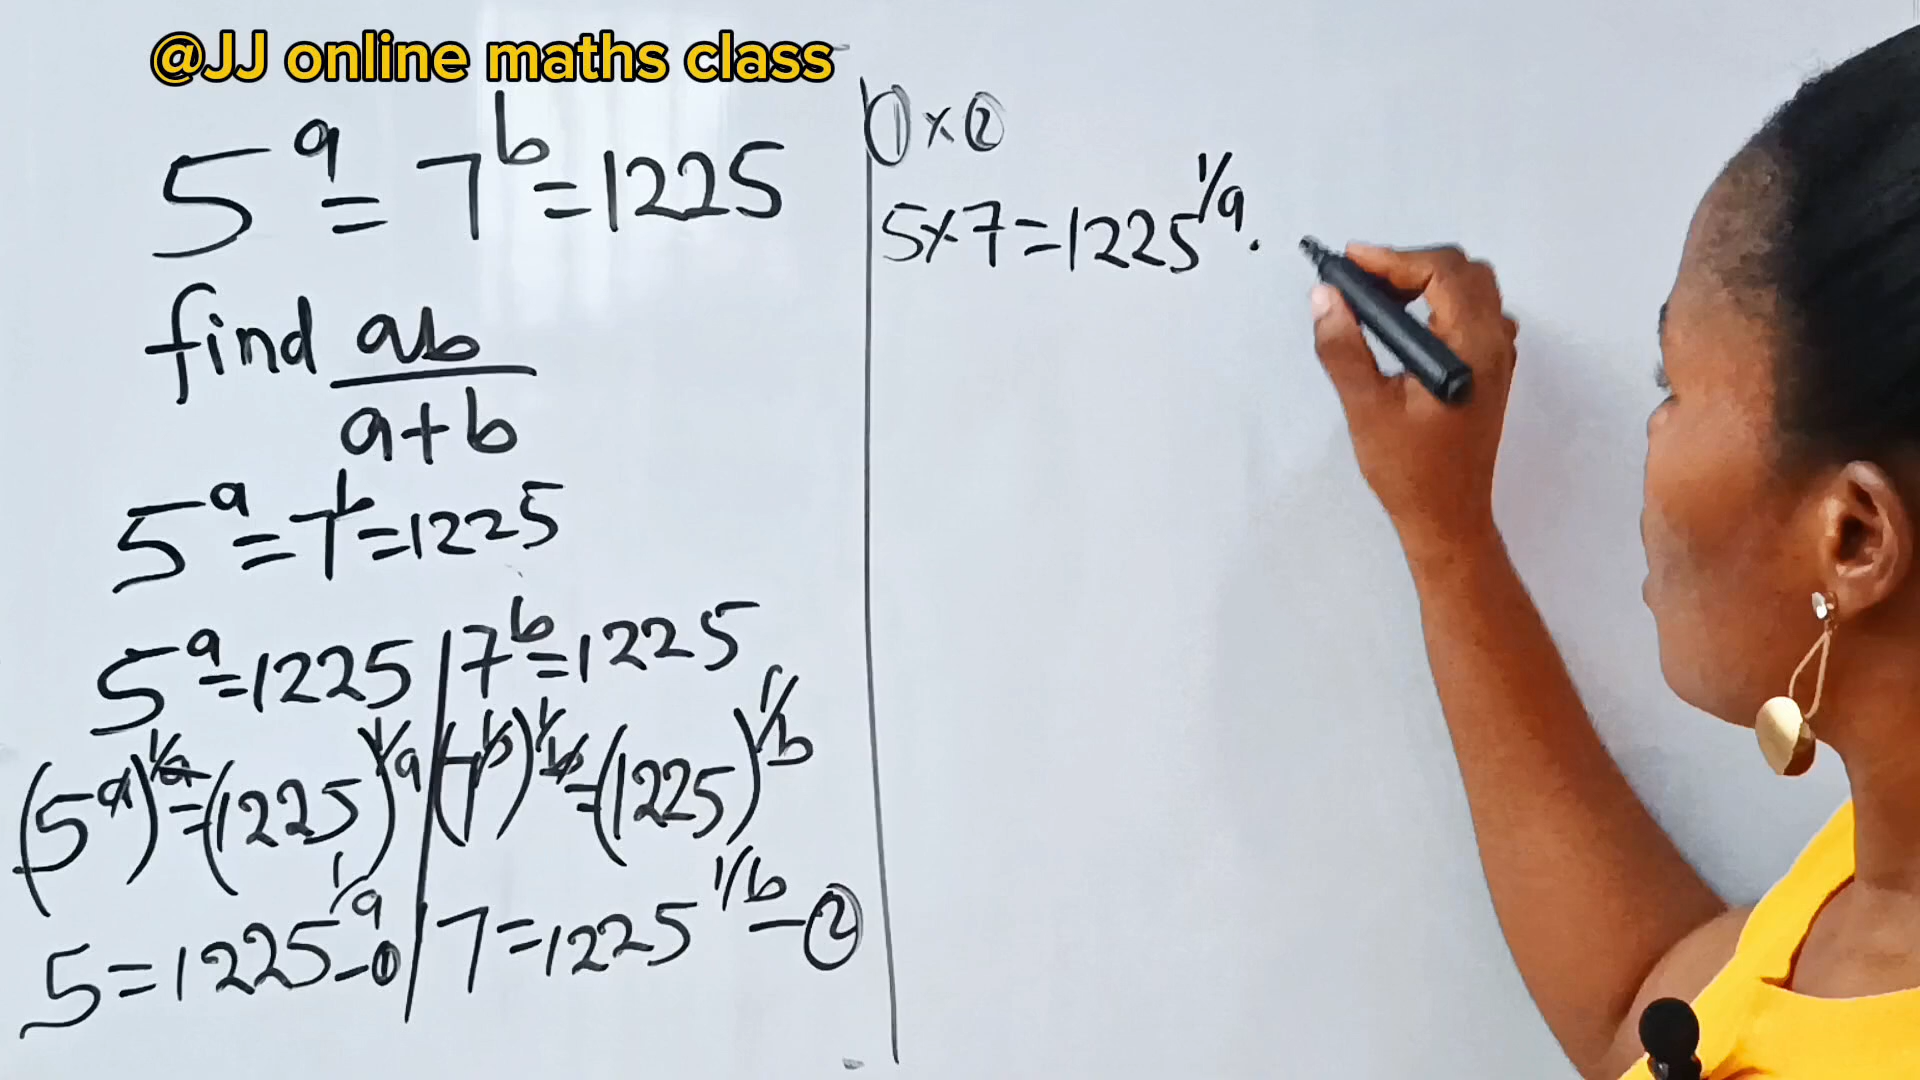 @JJ online maths class
5^a = 7^b = 1225
find ab/(a+b)
5^a = 7^b = 1225
5^a = 1225 | 7^b = 1225
(5^a)^1/a = (1225)^1/a | (7^b)^1/b = (1225)^1/b
5 = 1225^1/a - ① | 7 = 1225^1/b - ②
① × ②
5×7 = 1225^1/a ·